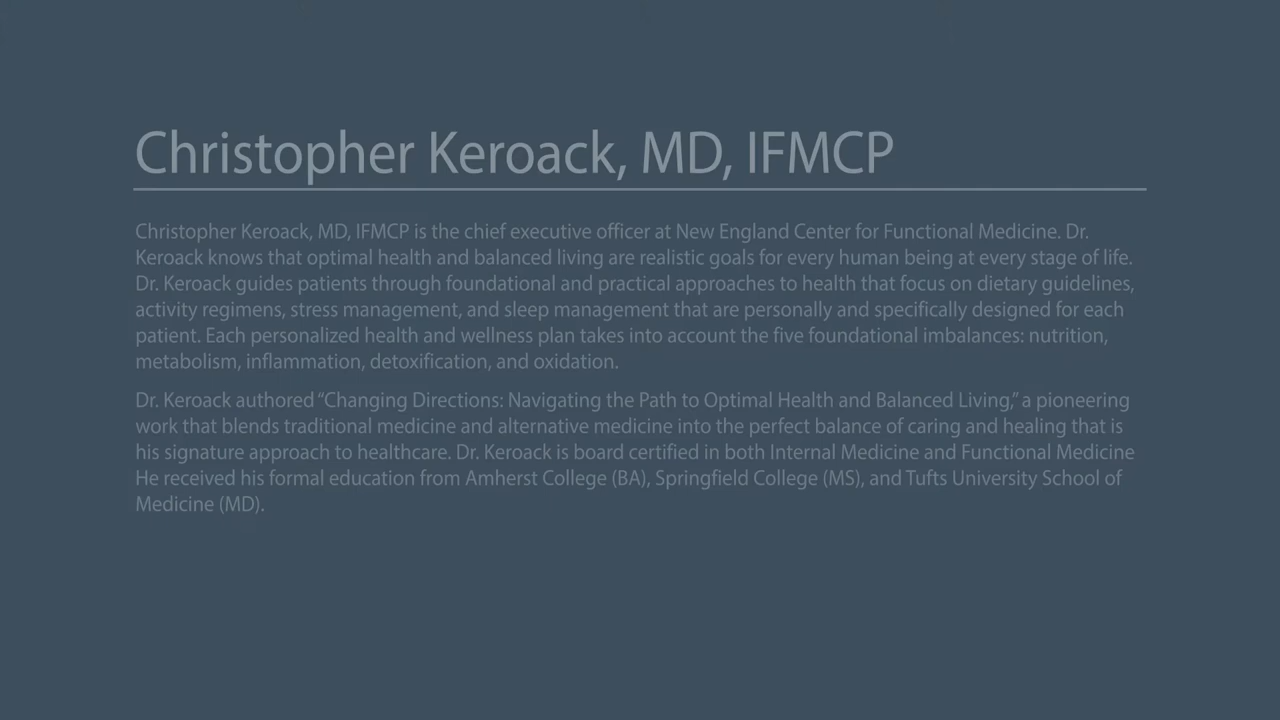 Christopher Keroack, MD, IFMCP
Christopher Keroack, MD, IFMCP is the chief executive officer at New England Center for Functional Medicine. Dr.
Keroack knows that optimal health and balanced living are realistic goals for every human being at every stage of life.
Dr. Keroack guides patients through foundational and practical approaches to health that focus on dietary guidelines,
activity regimens, stress management, and sleep management that are personally and specifically designed for each
patient. Each personalized health and wellness plan takes into account the five foundational imbalances: nutrition,
metabolism, inflammation, detoxification, and oxidation.
Dr. Keroack authored “Changing Directions: Navigating the Path to Optimal Health and Balanced Living,” a pioneering
work that blends traditional medicine and alternative medicine into the perfect balance of caring and healing that is
his signature approach to healthcare. Dr. Keroack is board certified in both Internal Medicine and Functional Medicine
He received his formal education from Amherst College (BA), Springfield College (MS), and Tufts University School of
Medicine (MD).